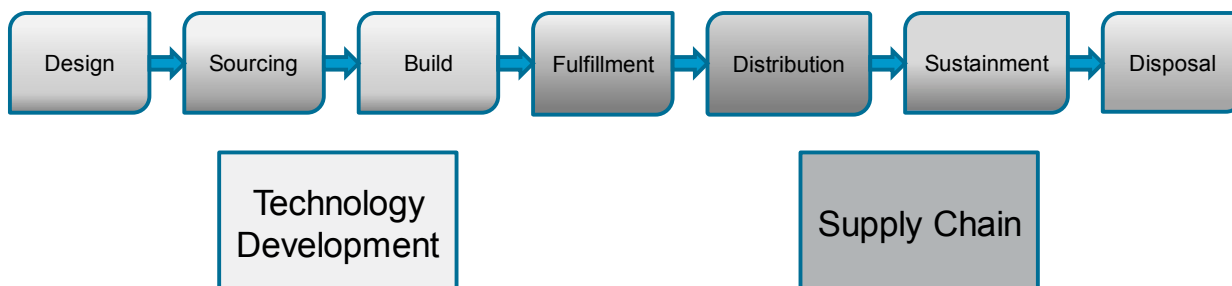 Design
Sourcing
Build
Fulfillment
Distribution
Sustainment
Disposal
Technology
Development
Supply Chain